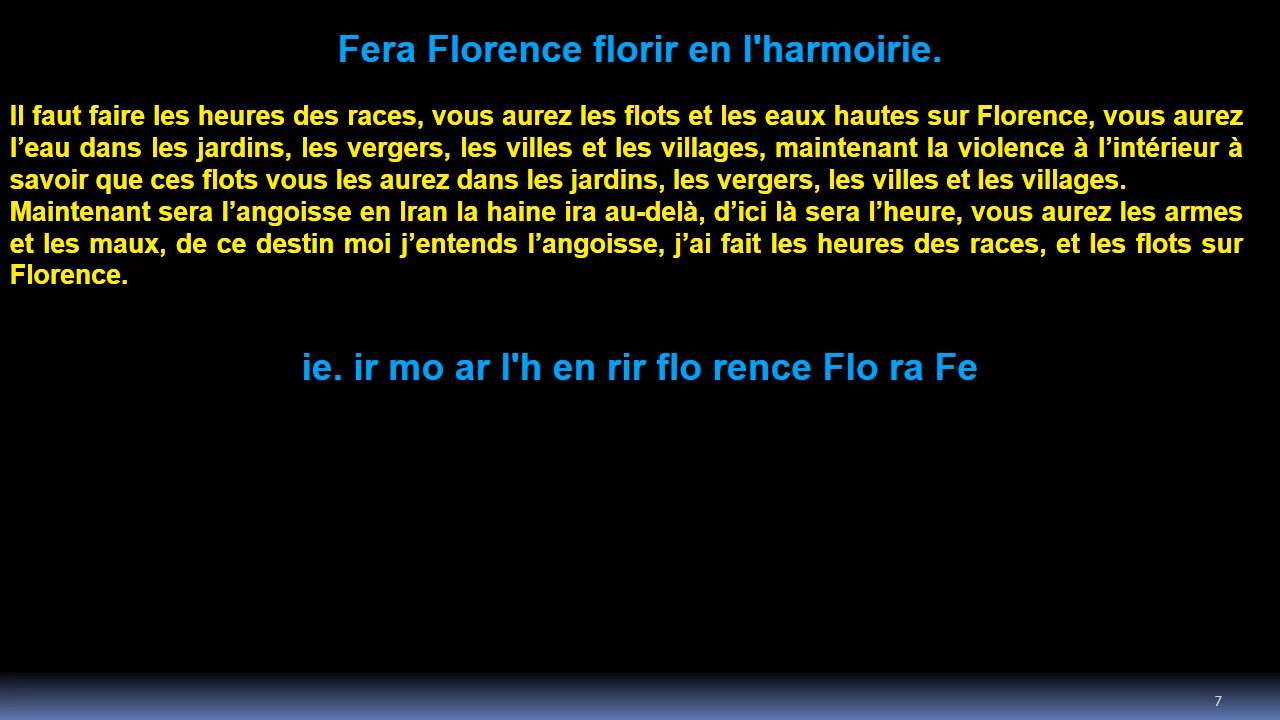 Fera Florence florir en l'harmoirie.
Il faut faire les heures des races, vous aurez les flots et les eaux hautes sur Florence, vous aurez
l’eau dans les jardins, les vergers, les villes et les villages, maintenant la violence à l’intérieur à
savoir que ces flots vous les aurez dans les jardins, les vergers, les villes et les villages.
Maintenant sera l’angoisse en Iran la haine ira au-delà, d’ici là sera l’heure, vous aurez les armes
et les maux, de ce destin moi j’entends l’angoisse, j’ai fait les heures des races, et les flots sur
Florence.
ie. ir mo ar l'h en rir flo rence Flo ra Fe
7